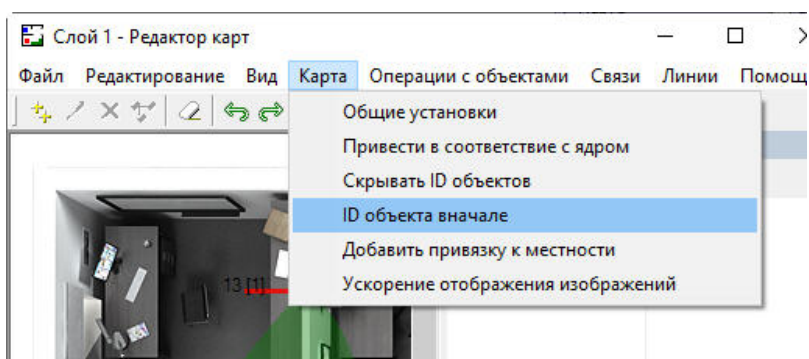 Слой 1 - Редактор карт
Файл Редактирование Вид Карта Операции с объектами Связи Линии Помощ
Общие установки
Привести в соответствие с ядром
Скрывать ID объектов
ID объекта вначале
Добавить привязку к местности
Ускорение отображения изображений
13 [1]